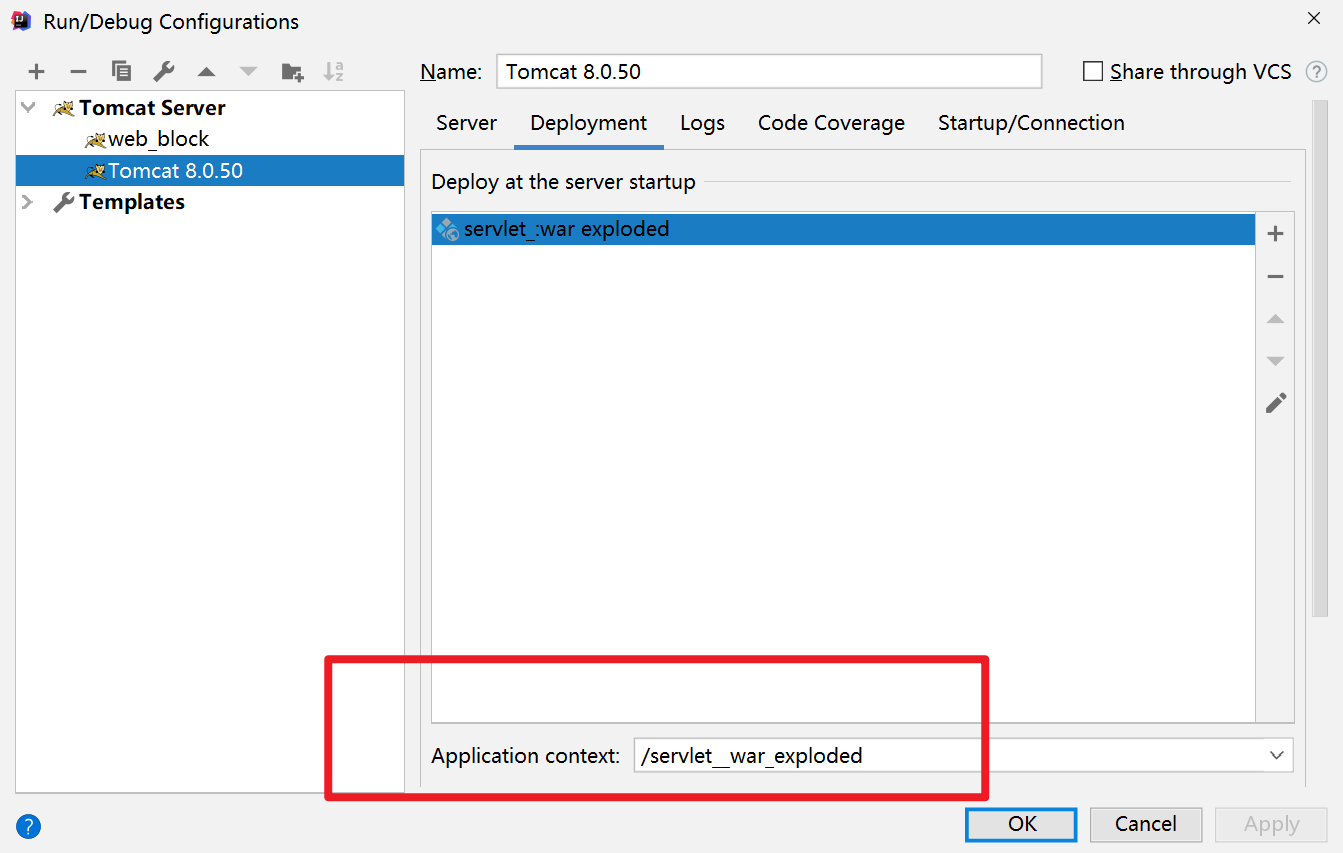 Run/Debug Configurations
Name: Tomcat 8.0.50
Share through VCS ?
Tomcat Server
web_block
Tomcat 8.0.50
Templates
Server Deployment Logs Code Coverage Startup/Connection
Deploy at the server startup
servlet_:war exploded
Application context: /servlet__war_exploded
? OK Cancel Apply